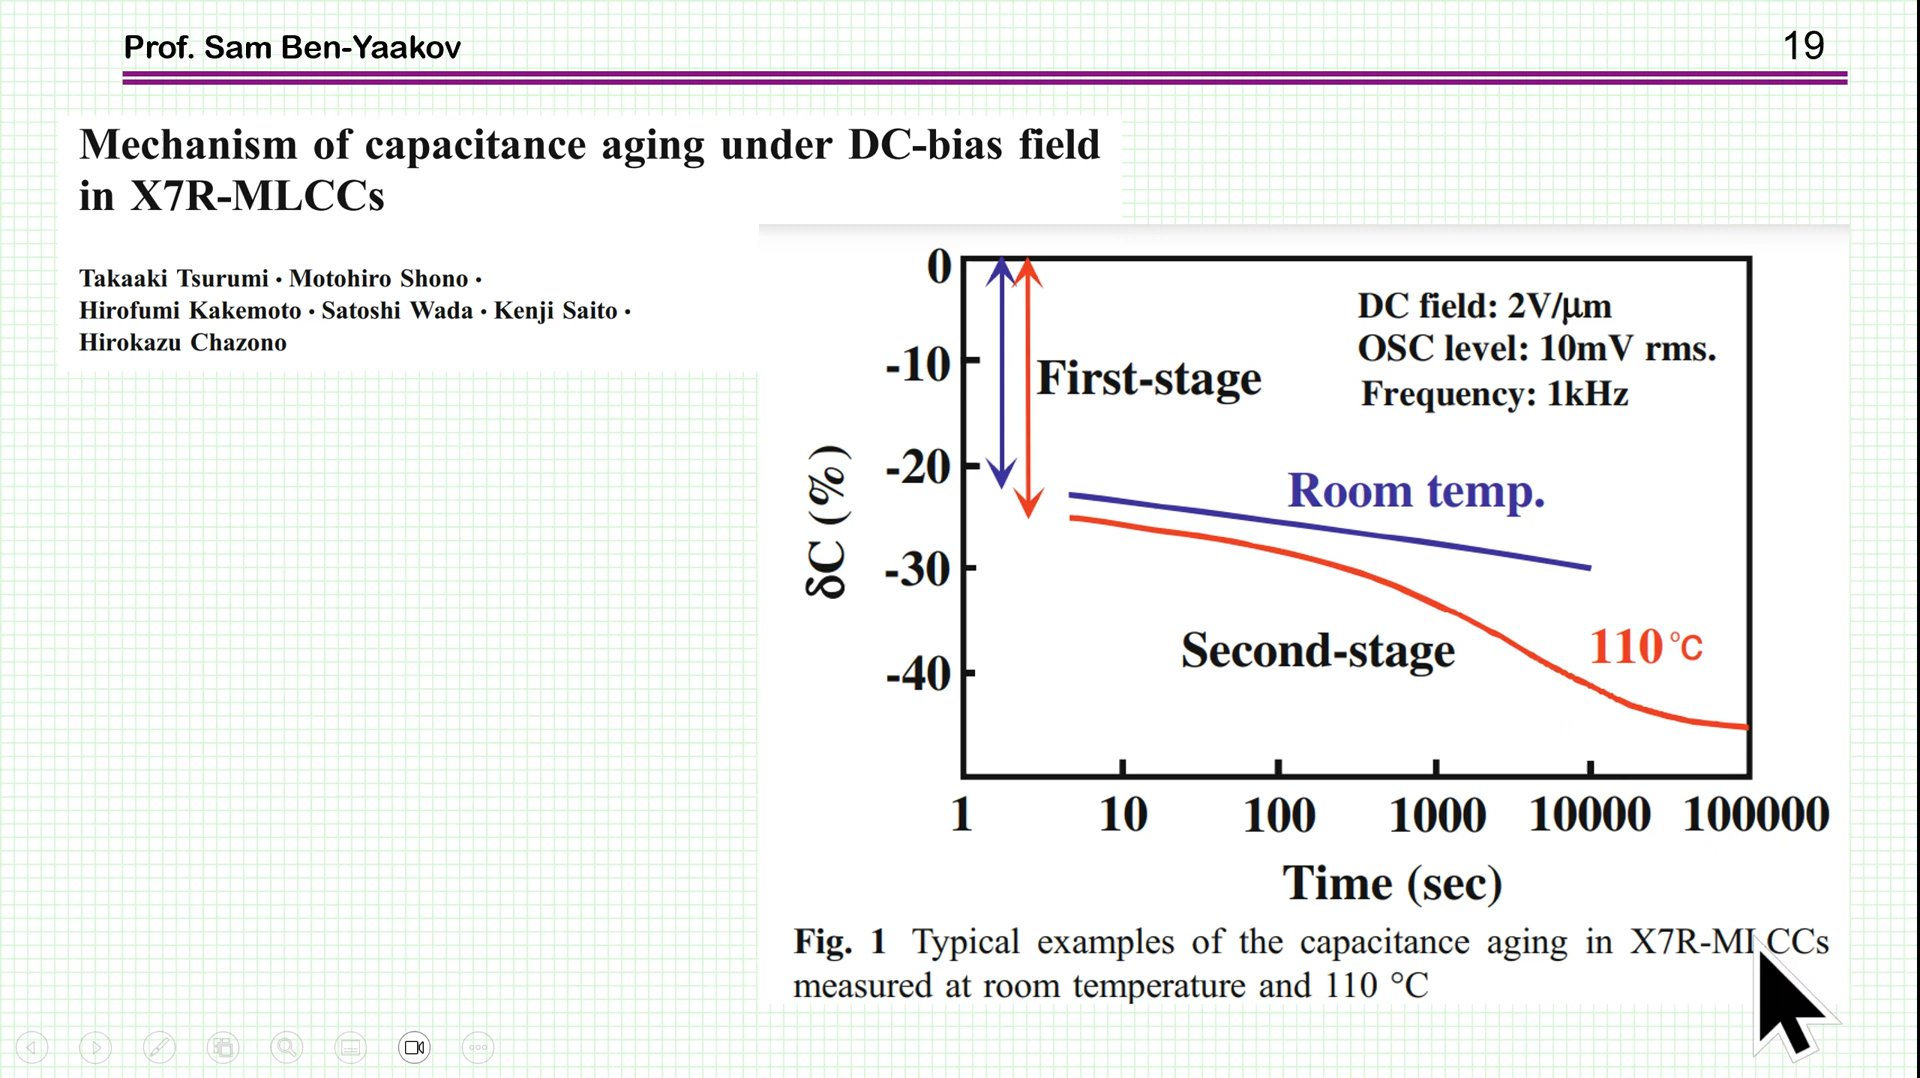 Prof. Sam Ben-Yaakov
19
Mechanism of capacitance aging under DC-bias field
in X7R-MLCCs
Takaaki Tsurumi · Motohiro Shono ·
Hirofumi Kakemoto · Satoshi Wada · Kenji Saito ·
Hirokazu Chazono
0
-10
-20
-30
-40
δC (%)
DC field: 2V/μm
OSC level: 10mV rms.
Frequency: 1kHz
First-stage
Room temp.
Second-stage
110 °C
1 10 100 1000 10000 100000
Time (sec)
Fig. 1 Typical examples of the capacitance aging in X7R-MLCCs
measured at room temperature and 110 °C